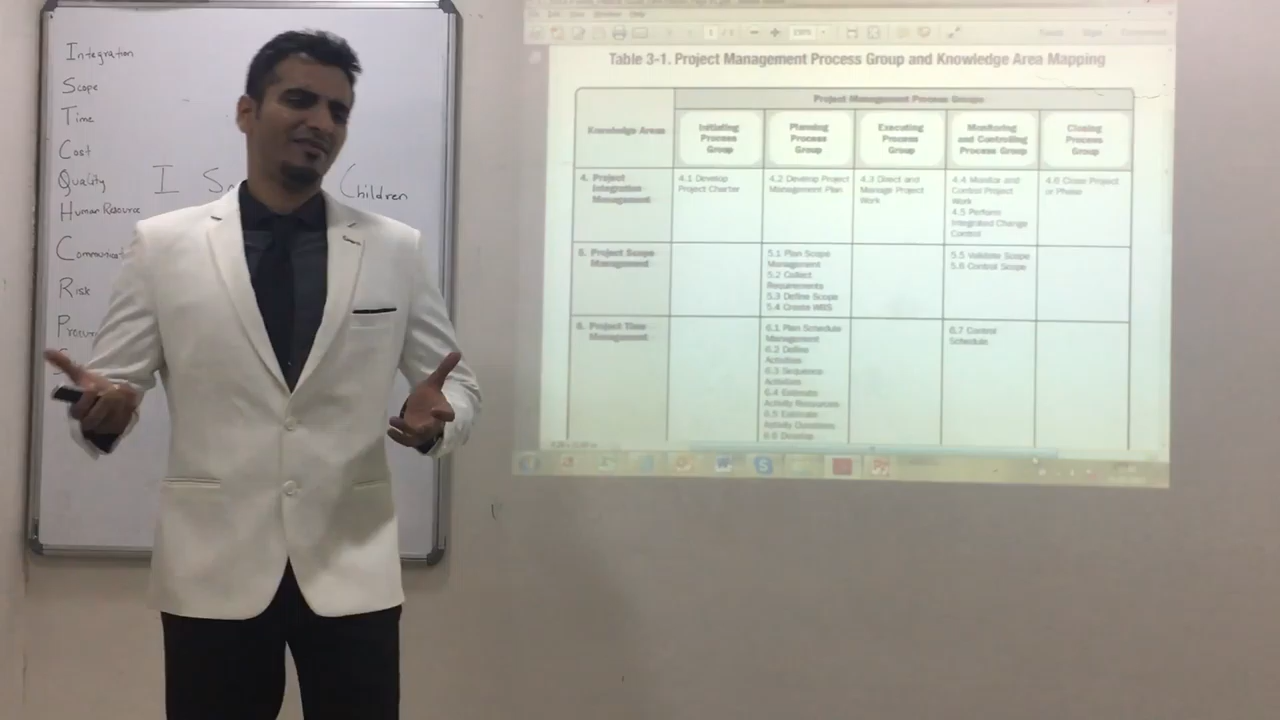 Integration
Scope
Time
Cost
Quality
Human Resource
Risk
I
Children
Table 3-1. Project Management Process Group and Knowledge Area Mapping
Project Management Process Groups
Knowledge Areas
Initiating
Process
Group
Planning
Process
Group
Executing
Process
Group
Monitoring
and Controlling
Process Group
Closing
Process
Group
4. Project
Integration
Management
4.1 Develop
Project Charter
4.2 Develop Project
Management Plan
4.3 Direct and
Manage Project
Work
4.4 Monitor and
Control Project
Work
4.5 Perform
Integrated Change
Control
4.6 Close Project
or Phase
5. Project Scope
Management
5.1 Plan Scope
Management
5.2 Collect
Requirements
5.3 Define Scope
5.4 Create WBS
5.5 Validate Scope
5.6 Control Scope
6. Project Time
Management
6.1 Plan Schedule
Management
6.2 Define
Activities
6.3 Sequence
Activities
6.4 Estimate
Activity Resources
6.5 Estimate
Activity Durations
6.6 Develop
6.7 Control
Schedule